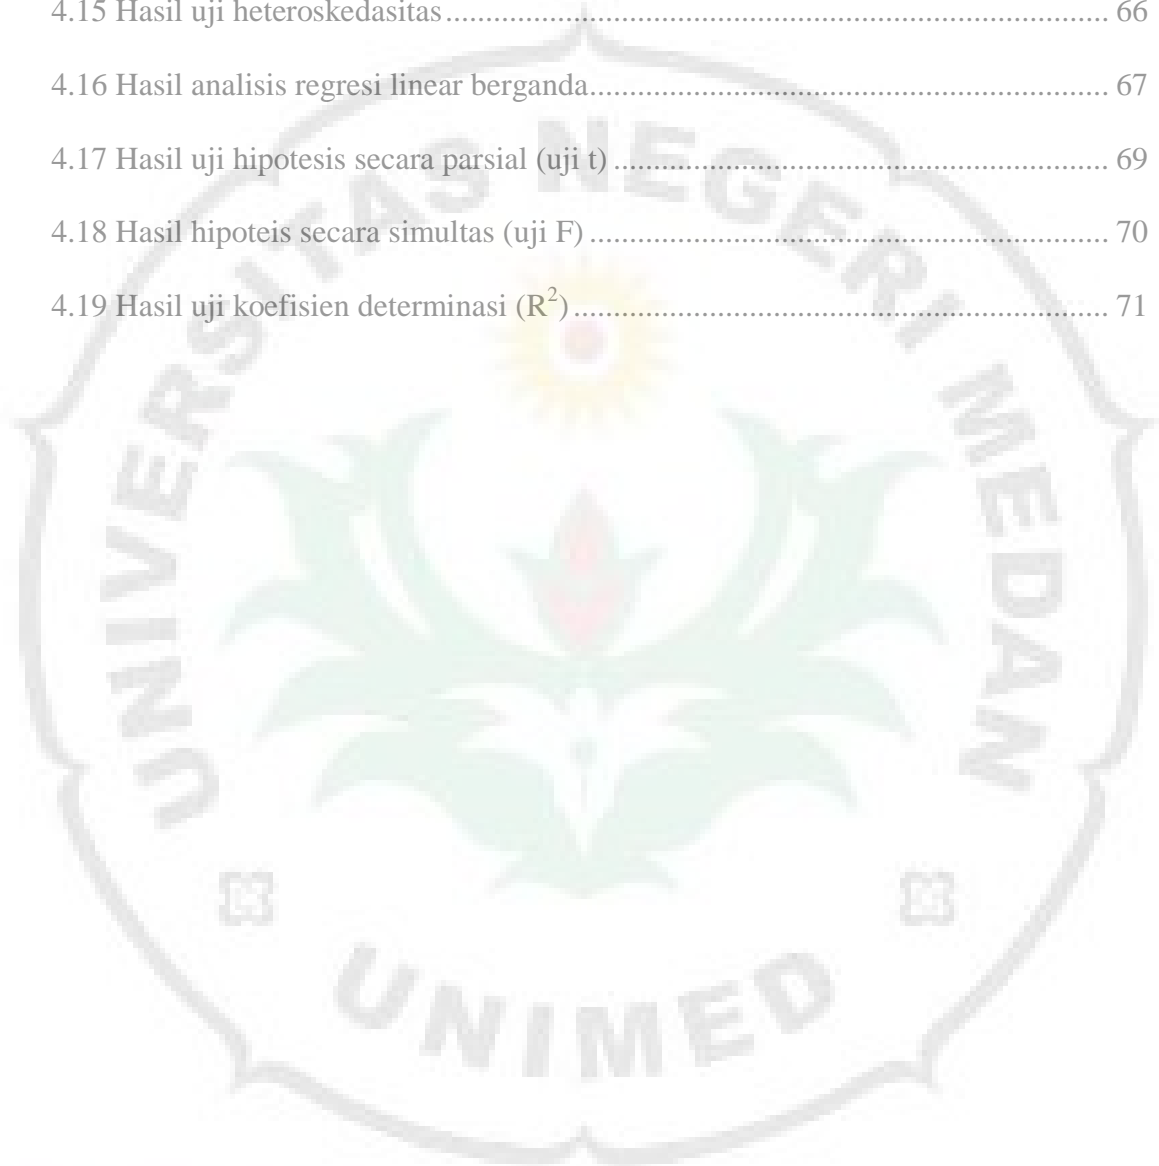 4.15 Hasil uji heteroskedasitas.................................................................................... 66
4.16 Hasil analisis regresi linear berganda.................................................................. 67
4.17 Hasil uji hipotesis secara parsial (uji t)............................................................... 69
4.18 Hasil hipoteis secara simultas (uji F).................................................................. 70
4.19 Hasil uji koefisien determinasi (R²).................................................................... 71
UNIVERSITAS NEGERI MEDAN
UNIMED